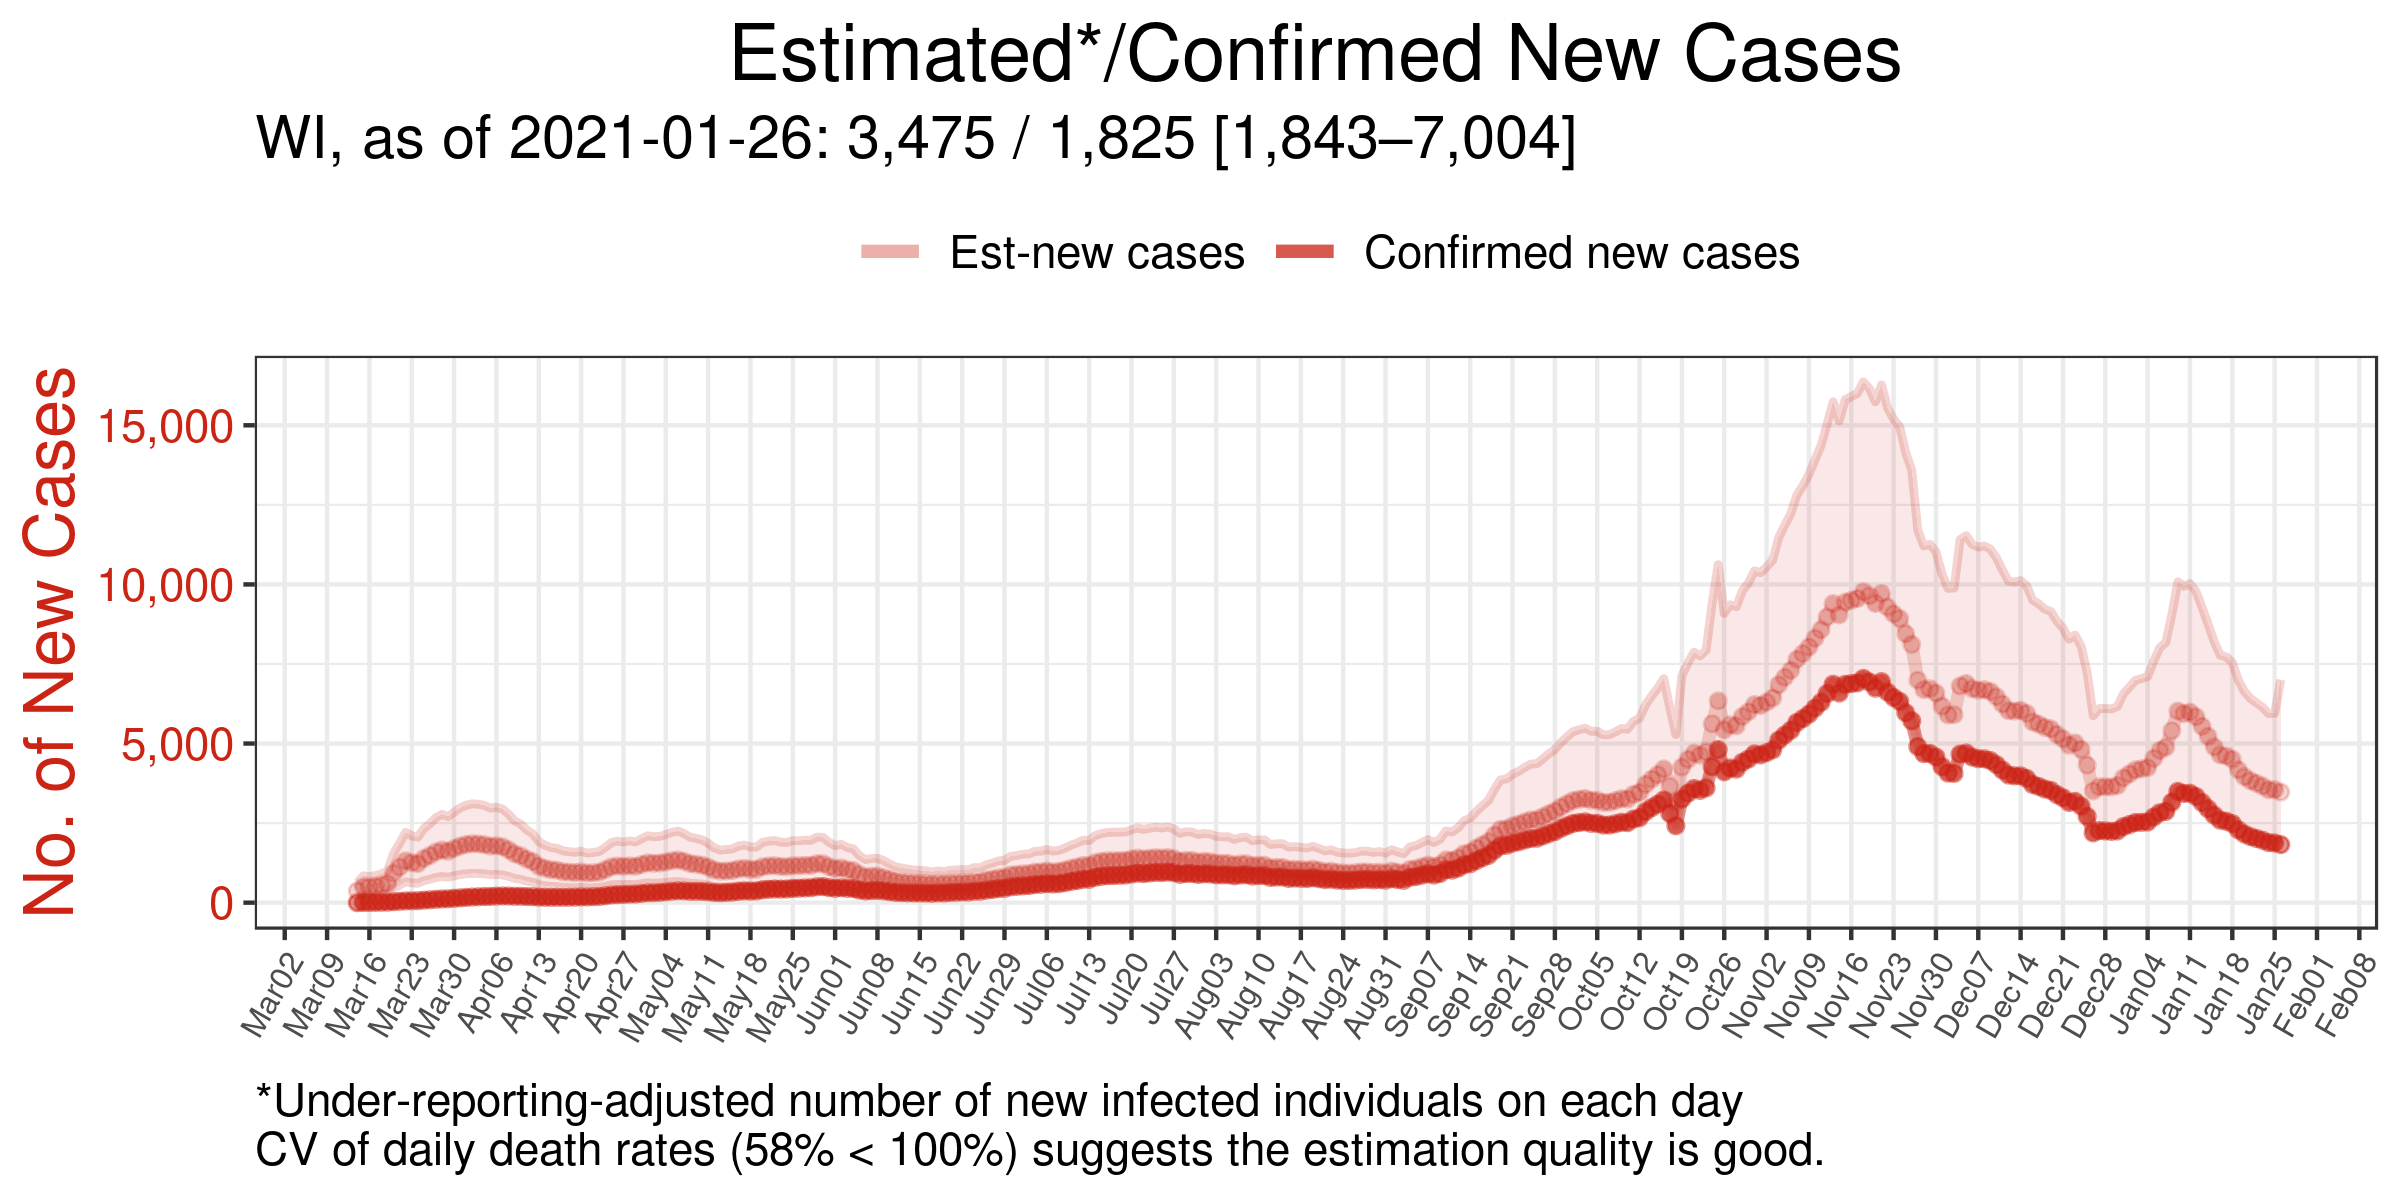 Estimated*/Confirmed New Cases
WI, as of 2021-01-26: 3,475 / 1,825 [1,843–7,004]
Est-new cases Confirmed new cases
No. of New Cases
15,000
10,000
5,000
0
Mar02 Mar09 Mar16 Mar23 Mar30 Apr06 Apr13 Apr20 Apr27 May04 May11 May18 May25 Jun01 Jun08 Jun15 Jun22 Jun29 Jul06 Jul13 Jul20 Jul27 Aug03 Aug10 Aug17 Aug24 Aug31 Sep07 Sep14 Sep21 Sep28 Oct05 Oct12 Oct19 Oct26 Nov02 Nov09 Nov16 Nov23 Nov30 Dec07 Dec14 Dec21 Dec28 Jan04 Jan11 Jan18 Jan25 Feb01 Feb08
*Under-reporting-adjusted number of new infected individuals on each day
CV of daily death rates (58% < 100%) suggests the estimation quality is good.